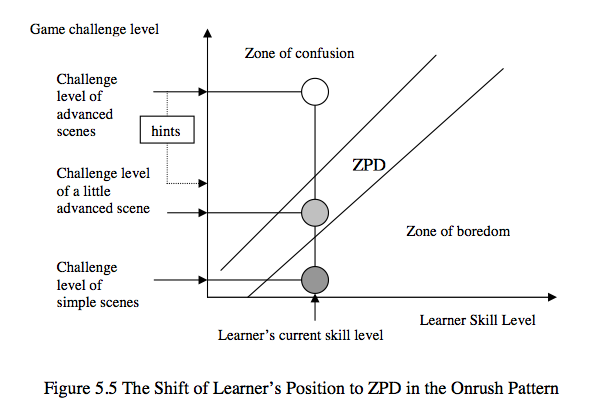 Game challenge level
Zone of confusion
Challenge
level of
advanced
scenes
hints
ZPD
Challenge level
of a little
advanced scene
Zone of boredom
Challenge
level of
simple scenes
Learner Skill Level
Learner's current skill level
Figure 5.5 The Shift of Learner's Position to ZPD in the Onrush Pattern